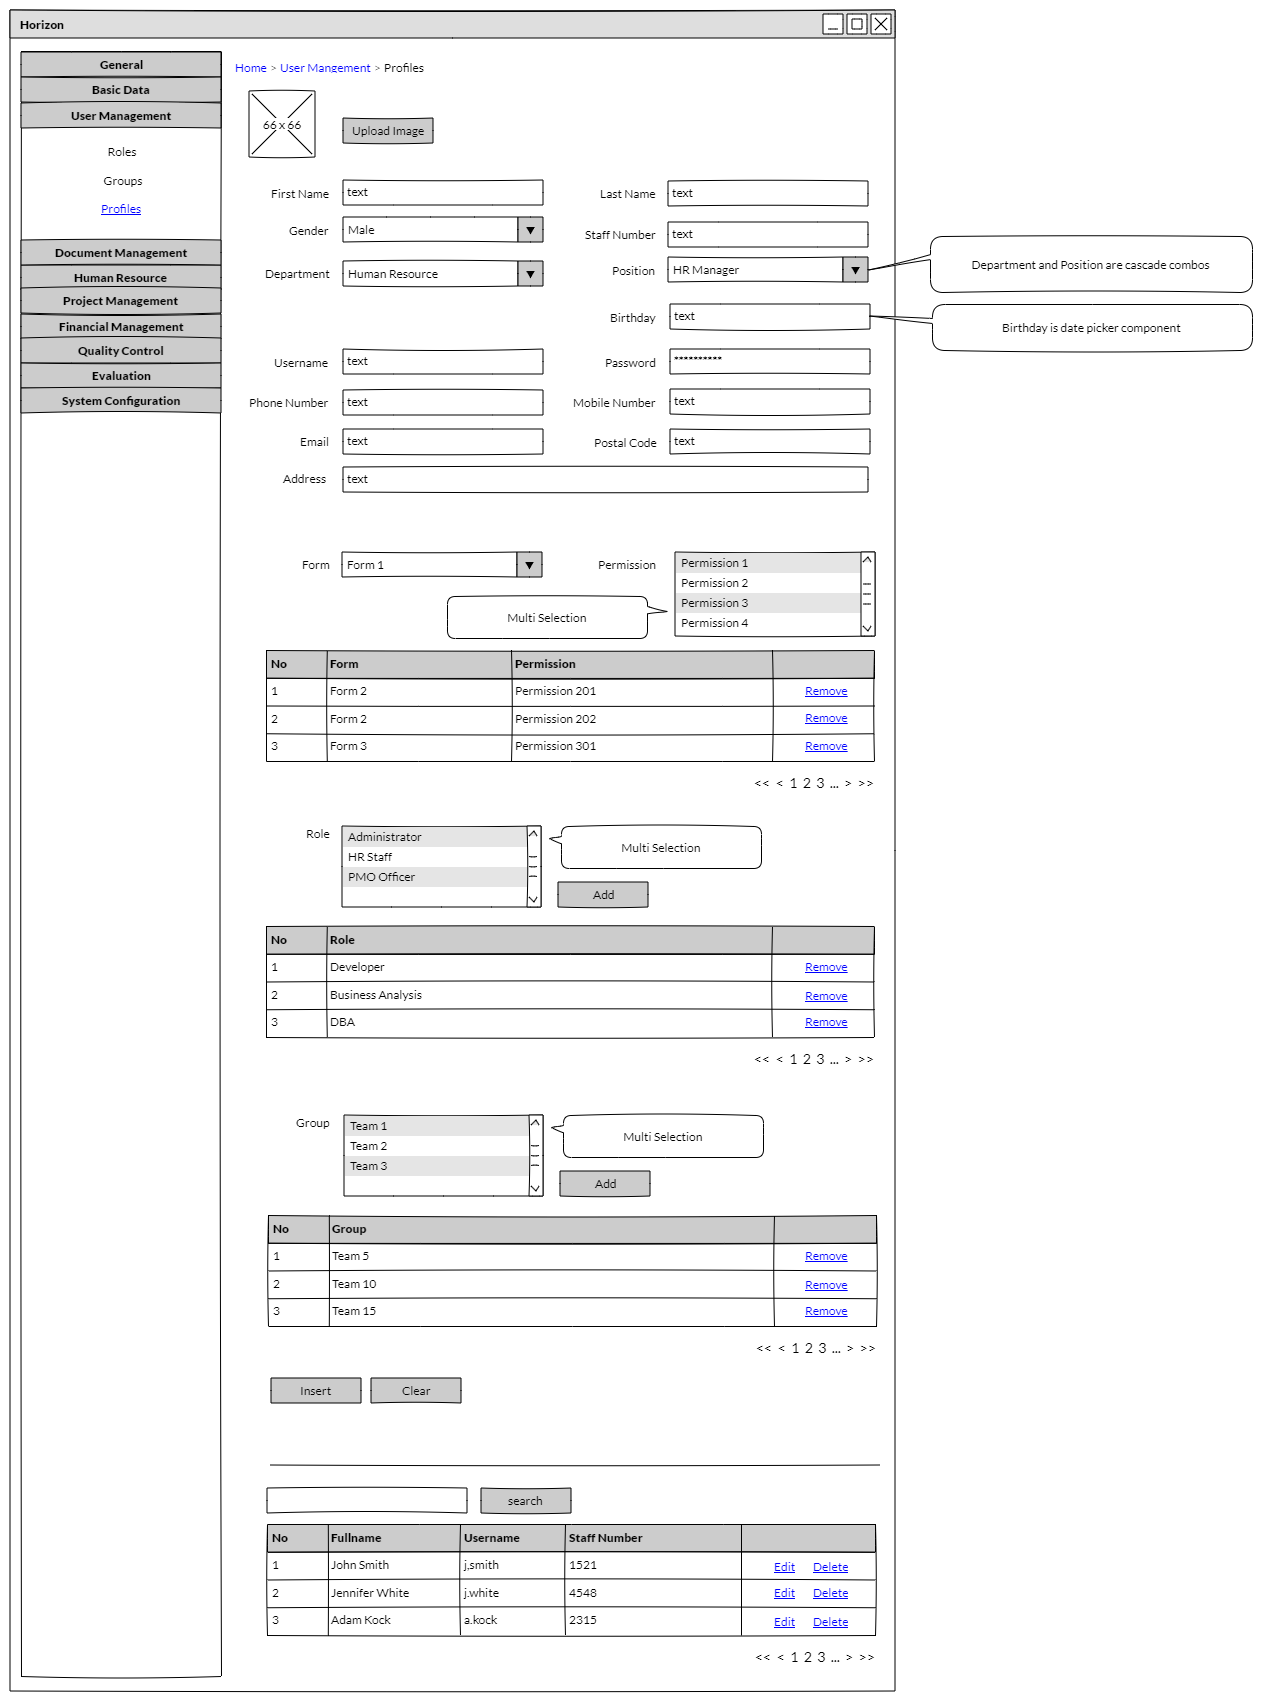 Horizon
General
Basic Data
User Management
Roles
Groups
Profiles
Document Management
Human Resource
Project Management
Financial Management
Quality Control
Evaluation
System Configuration
Home > User Mangement > Profiles
66 x 66
Upload Image
First Name text Last Name text
Gender Male Staff Number text
Department Human Resource Position HR Manager
Department and Position are cascade combos
Birthday text
Birthday is date picker component
Username text Password **********
Phone Number text Mobile Number text
Email text Postal Code text
Address text
Form Form 1 Permission
Permission 1
Permission 2
Permission 3
Permission 4
Multi Selection
No Form Permission
1 Form 2 Permission 201 Remove
2 Form 2 Permission 202 Remove
3 Form 3 Permission 301 Remove
<< < 1 2 3 ... > >>
Role
Administrator
HR Staff
PMO Officer
Multi Selection
Add
No Role
1 Developer Remove
2 Business Analysis Remove
3 DBA Remove
<< < 1 2 3 ... > >>
Group
Team 1
Team 2
Team 3
Multi Selection
Add
No Group
1 Team 5 Remove
2 Team 10 Remove
3 Team 15 Remove
<< < 1 2 3 ... > >>
Insert Clear
search
No Fullname Username Staff Number
1 John Smith j,smith 1521 Edit Delete
2 Jennifer White j.white 4548 Edit Delete
3 Adam Kock a.kock 2315 Edit Delete
<< < 1 2 3 ... > >>